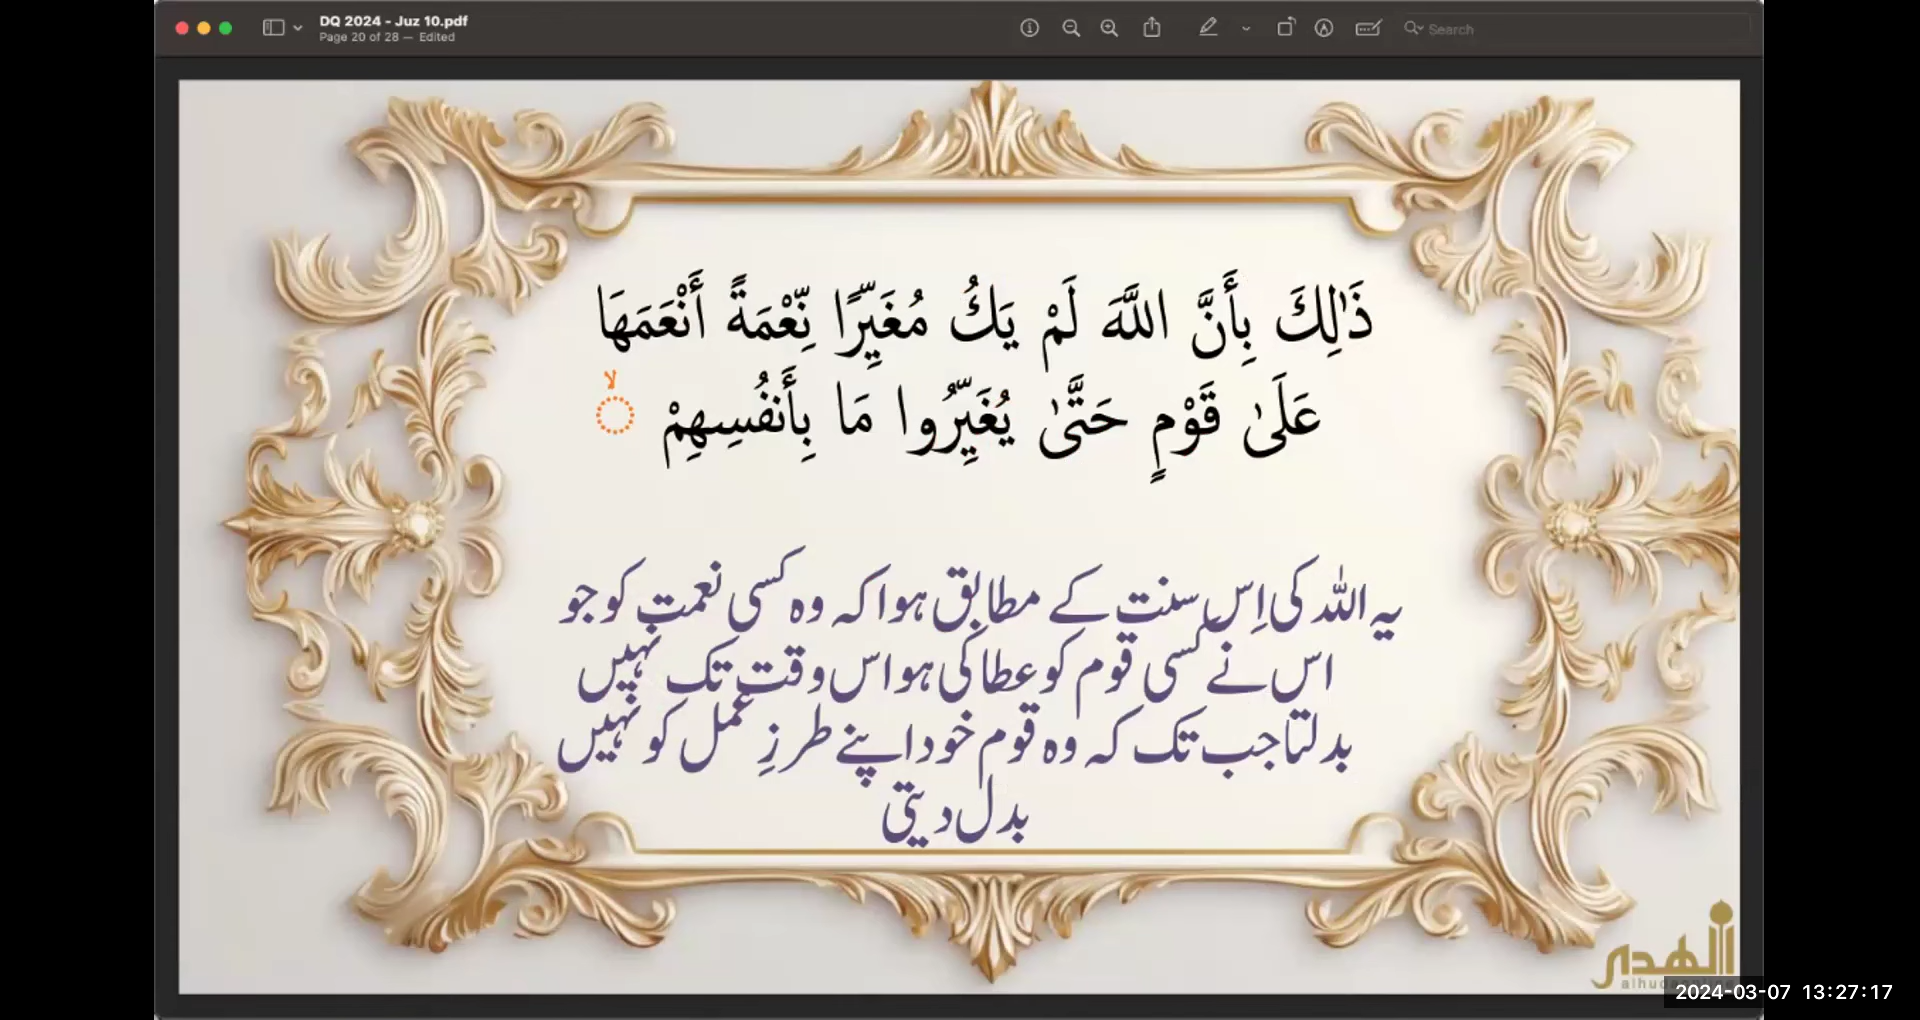 DQ 2024 - Juz 10.pdf
Page 20 of 28 — Edited
Search
ذَٰلِكَ بِأَنَّ اللَّهَ لَمْ يَكُ مُغَيِّرًا نِّعْمَةً أَنْعَمَهَا
عَلَىٰ قَوْمٍ حَتَّىٰ يُغَيِّرُوا مَا بِأَنفُسِهِمْ ۙ
یہ اللہ کی اِس سنت کے مطابق ہوا کہ وہ کسی نعمت کو جو
اس نے کسی قوم کو عطا کی ہو اس وقت تک نہیں
بدلتا جب تک کہ وہ قوم خود اپنے طرزِ عمل کو نہیں
بدل دیتی
الهدى
2024-03-07 13:27:17